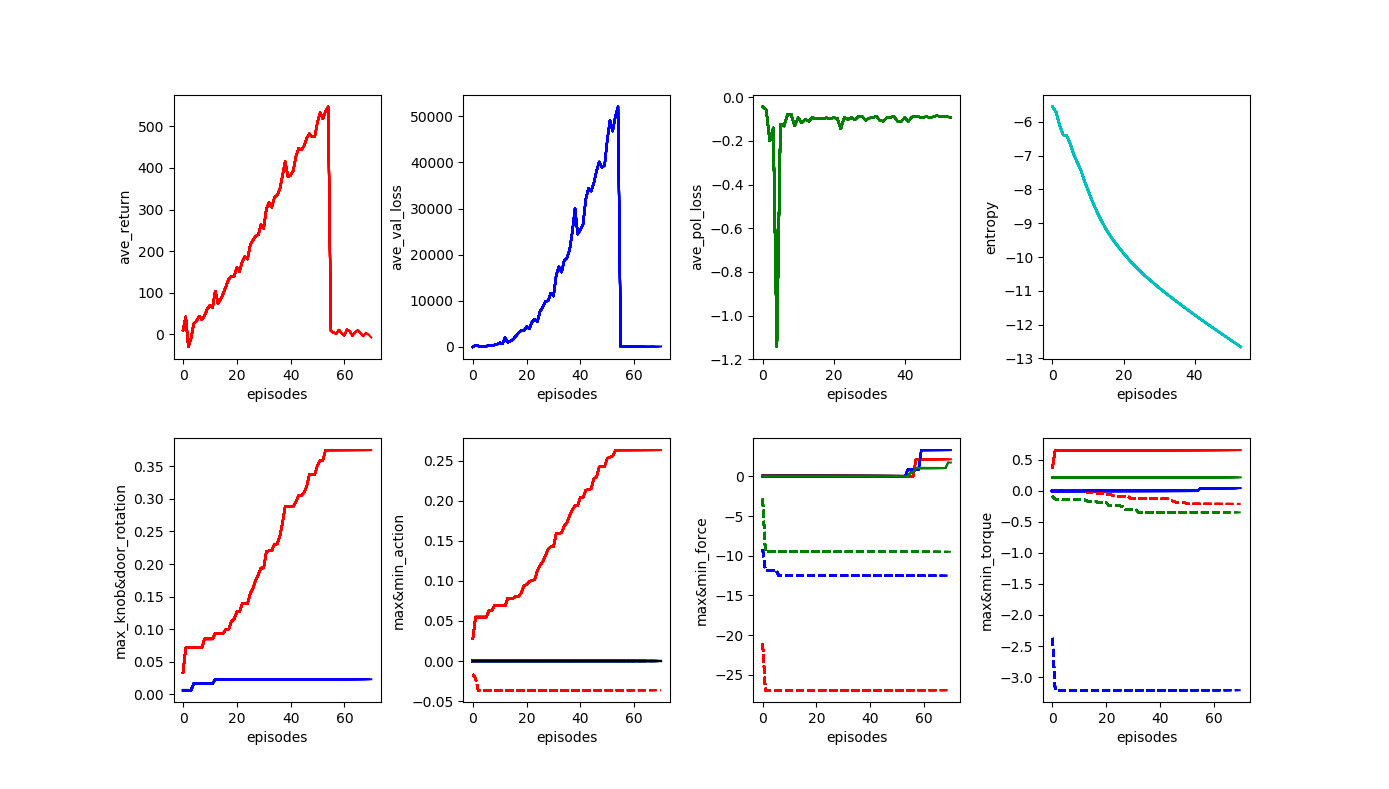 ave_return
500
400
300
200
100
0
0 20 40 60
episodes
ave_val_loss
50000
40000
30000
20000
10000
0
0 20 40 60
episodes
ave_pol_loss
0.0
−0.2
−0.4
−0.6
−0.8
−1.0
−1.2
0 20 40
episodes
entropy
−6
−7
−8
−9
−10
−11
−12
−13
0 20 40
episodes
max_knob&door_rotation
0.35
0.30
0.25
0.20
0.15
0.10
0.05
0.00
0 20 40 60
episodes
max&min_action
0.25
0.20
0.15
0.10
0.05
0.00
−0.05
0 20 40 60
episodes
max&min_force
0
−5
−10
−15
−20
−25
0 20 40 60
episodes
max&min_torque
0.5
0.0
−0.5
−1.0
−1.5
−2.0
−2.5
−3.0
0 20 40 60
episodes